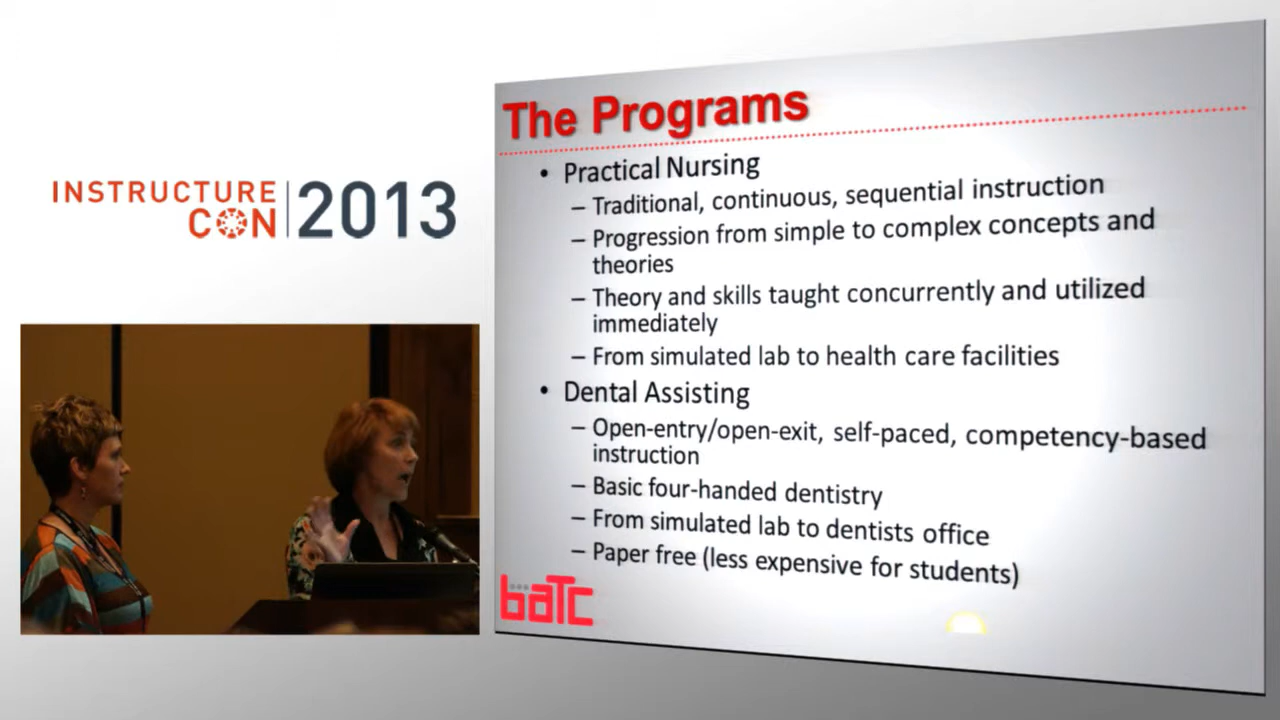 INSTRUCTURE
CON 2013
The Programs
• Practical Nursing
– Traditional, continuous, sequential instruction
– Progression from simple to complex concepts and
theories
– Theory and skills taught concurrently and utilized
immediately
– From simulated lab to health care facilities
• Dental Assisting
– Open-entry/open-exit, self-paced, competency-based
instruction
– Basic four-handed dentistry
– From simulated lab to dentists office
– Paper free (less expensive for students)
baTc